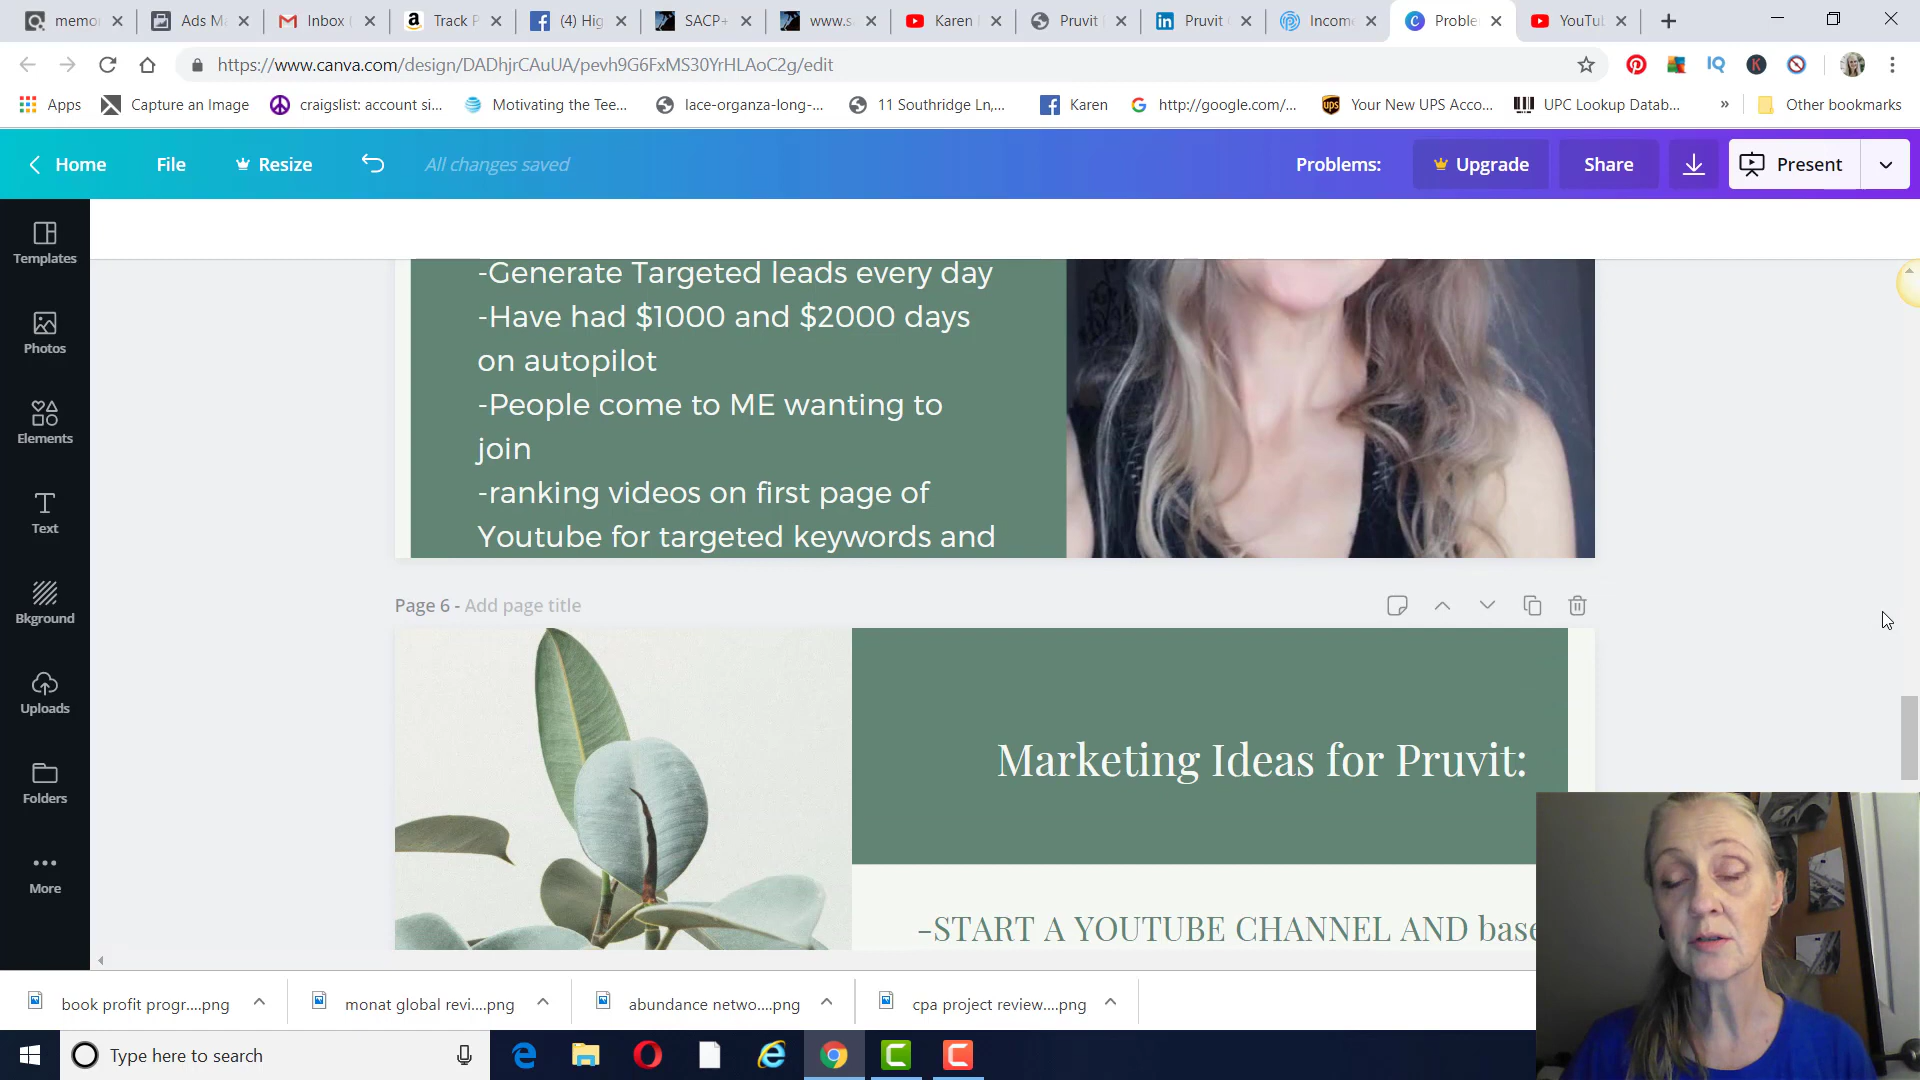 memo
Ads Ma
Inbox (
Track P
(4) Hig
SACP+
www.s
Karen
Pruvit
Pruvit
Incom
Proble
YouTu
https://www.canva.com/design/DADhjrCAuUA/pevh9G6FxMS30YrHLAoC2g/edit
Apps
Capture an Image
craigslist: account si...
Motivating the Tee...
lace-organza-long-...
11 Southridge Ln,...
Karen
http://google.com/...
Your New UPS Acco...
UPC Lookup Datab...
»
Other bookmarks
Home
File
Resize
All changes saved
Problems:
Upgrade
Share
Present
Templates
Photos
Elements
Text
Bkground
Uploads
Folders
More
-Generate Targeted leads every day
-Have had $1000 and $2000 days
on autopilot
-People come to ME wanting to
join
-ranking videos on first page of
Youtube for targeted keywords and
Page 6 - Add page title
Marketing Ideas for Pruvit:
-START A YOUTUBE CHANNEL AND base
book profit progr....png
monat global revi....png
abundance netwo....png
cpa project review....png
Type here to search